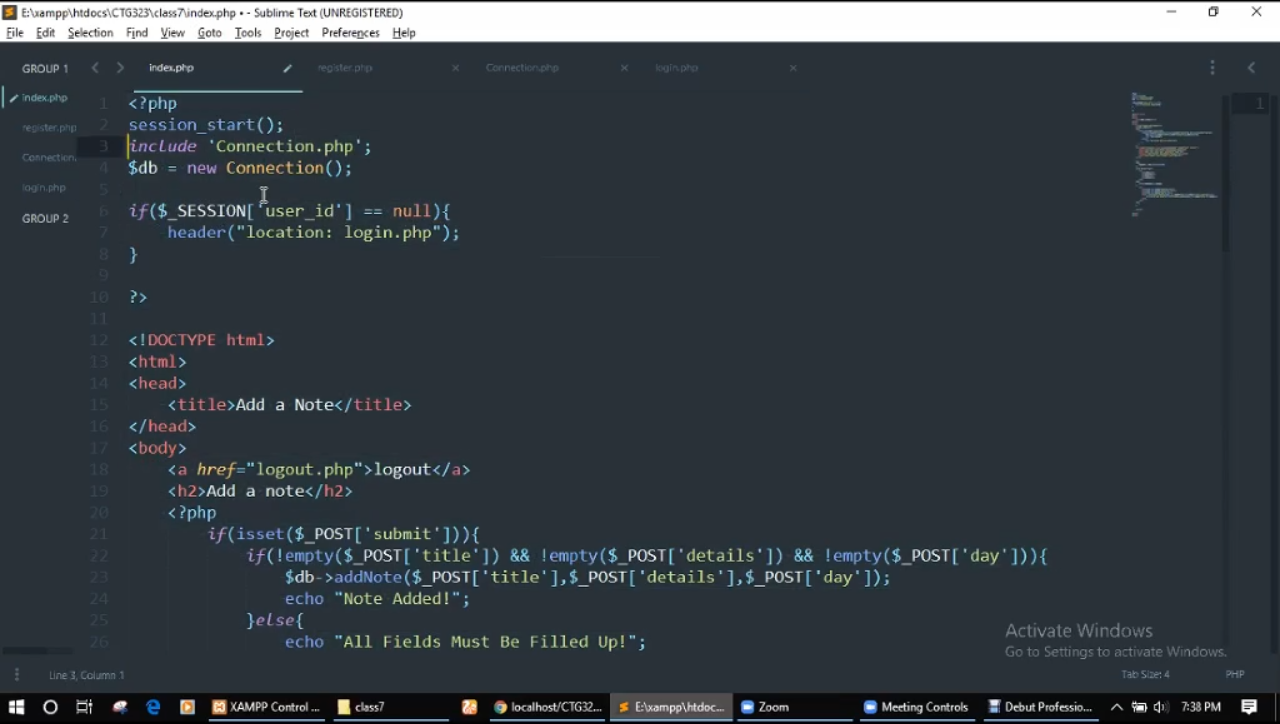 E:\xampp\htdocs\CTG323\class7\index.php • - Sublime Text (UNREGISTERED)
File Edit Selection Find View Goto Tools Project Preferences Help
GROUP 1
index.php
register.php
Connection.
login.php
GROUP 2
index.php register.php Connection.php login.php
1 <?php
2 session_start();
3 include 'Connection.php';
4 $db = new Connection();
5
6 if($_SESSION['user_id'] == null){
7 header("location: login.php");
8 }
9
10 ?>
11
12 <!DOCTYPE html>
13 <html>
14 <head>
15 <title>Add a Note</title>
16 </head>
17 <body>
18 <a href="logout.php">logout</a>
19 <h2>Add a note</h2>
20 <?php
21 if(isset($_POST['submit'])){
22 if(!empty($_POST['title']) && !empty($_POST['details']) && !empty($_POST['day'])){
23 $db->addNote($_POST['title'],$_POST['details'],$_POST['day']);
24 echo "Note Added!";
25 }else{
26 echo "All Fields Must Be Filled Up!";
1
Activate Windows
Go to Settings to activate Windows.
Line 3, Column 1 Tab Size: 4 PHP
XAMPP Control ... class7 localhost/CTG32... E:\xampp\htdoc... Zoom Meeting Controls Debut Professio... 7:38 PM